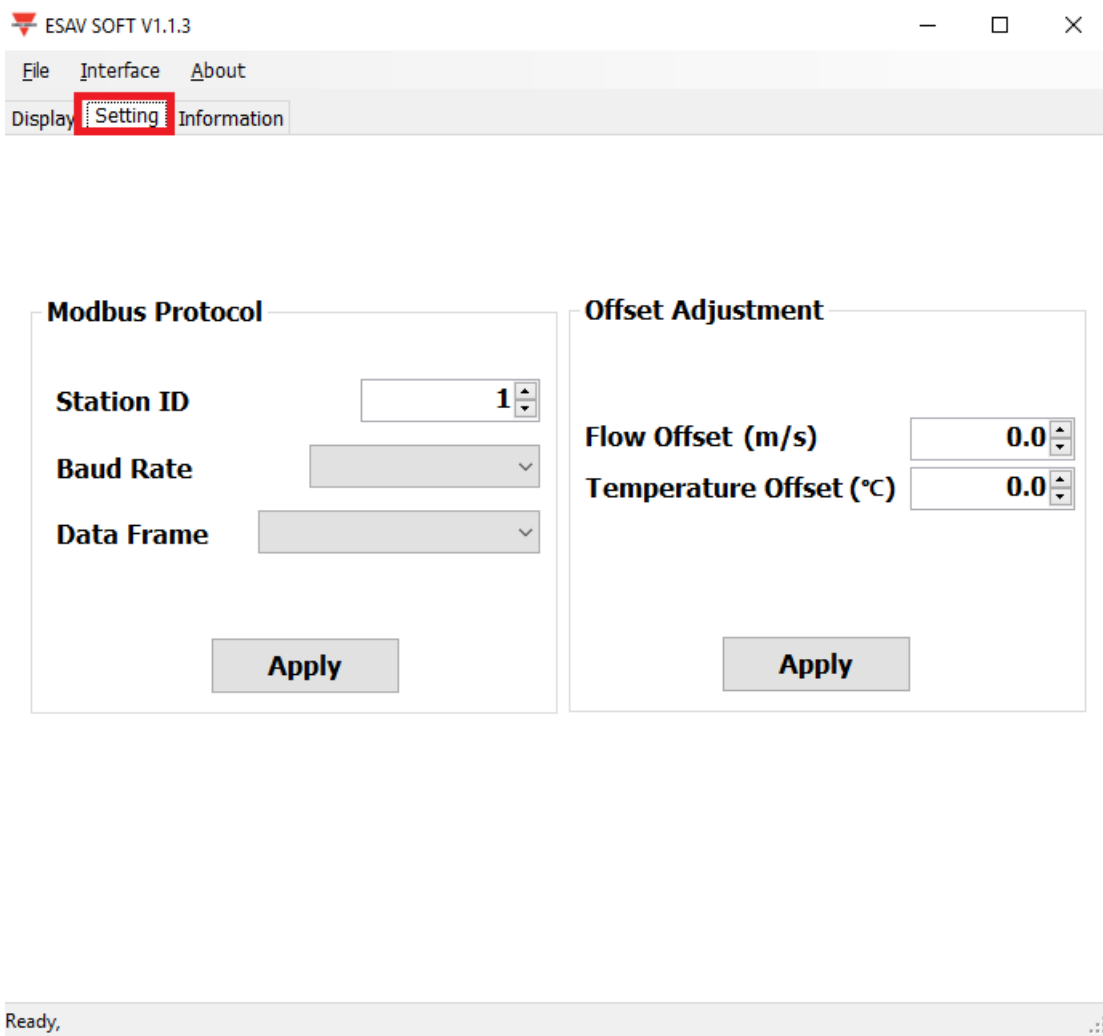 ESAV SOFT V1.1.3
File Interface About
Display Setting Information
Modbus Protocol
Station ID 1
Baud Rate
Data Frame
Apply
Offset Adjustment
Flow Offset (m/s) 0.0
Temperature Offset (℃) 0.0
Apply
Ready,